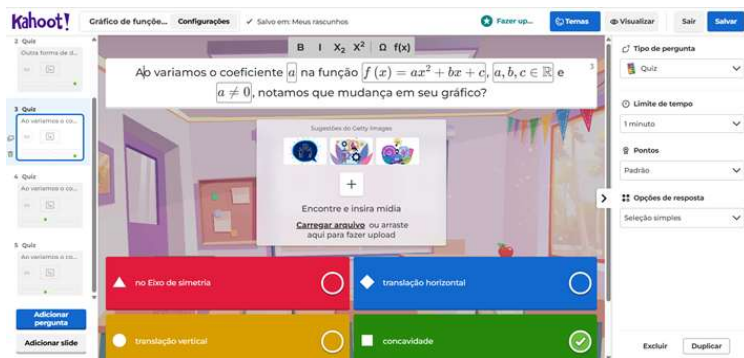 Kahoot!
Gráfico de funçõe...
Configurações
✓ Salvo em: Meus rascunhos
Fazer up...
Temas
Visualizar
Sair
Salvar
2 Quiz
Outra forma de d...
3 Quiz
Ao variamos o co...
4 Quiz
Ao variamos o co...
5 Quiz
Ao variamos o co...
Adicionar
pergunta
Adicionar slide
B I X₂ X² Ω f(x)
3
Ao variamos o coeficiente a na função f(x) = ax² + bx + c, a, b, c ∈ ℝ e
a ≠ 0, notamos que mudança em seu gráfico?
Sugestões do Getty Images
+
Encontre e insira mídia
Carregar arquivo ou arraste
aqui para fazer upload
no Eixo de simetria
translação horizontal
translação vertical
concavidade
Tipo de pergunta
Quiz
Limite de tempo
1 minuto
Pontos
Padrão
Opções de resposta
Seleção simples
Excluir
Duplicar